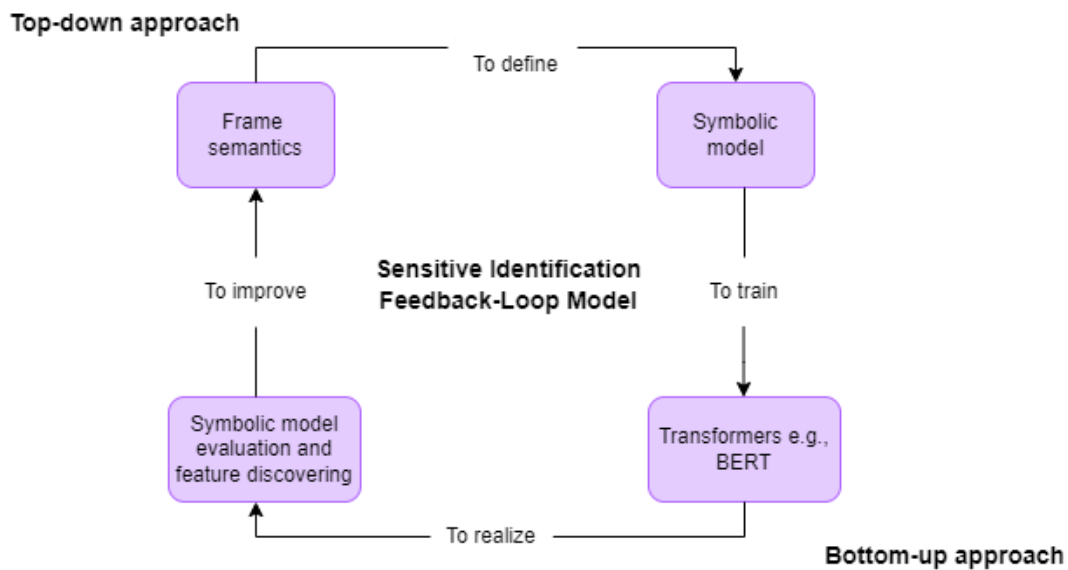 Top-down approach
To define
Frame
semantics
Symbolic
model
Sensitive Identification
Feedback-Loop Model
To improve
To train
Symbolic model
evaluation and
feature discovering
Transformers e.g.,
BERT
To realize
Bottom-up approach